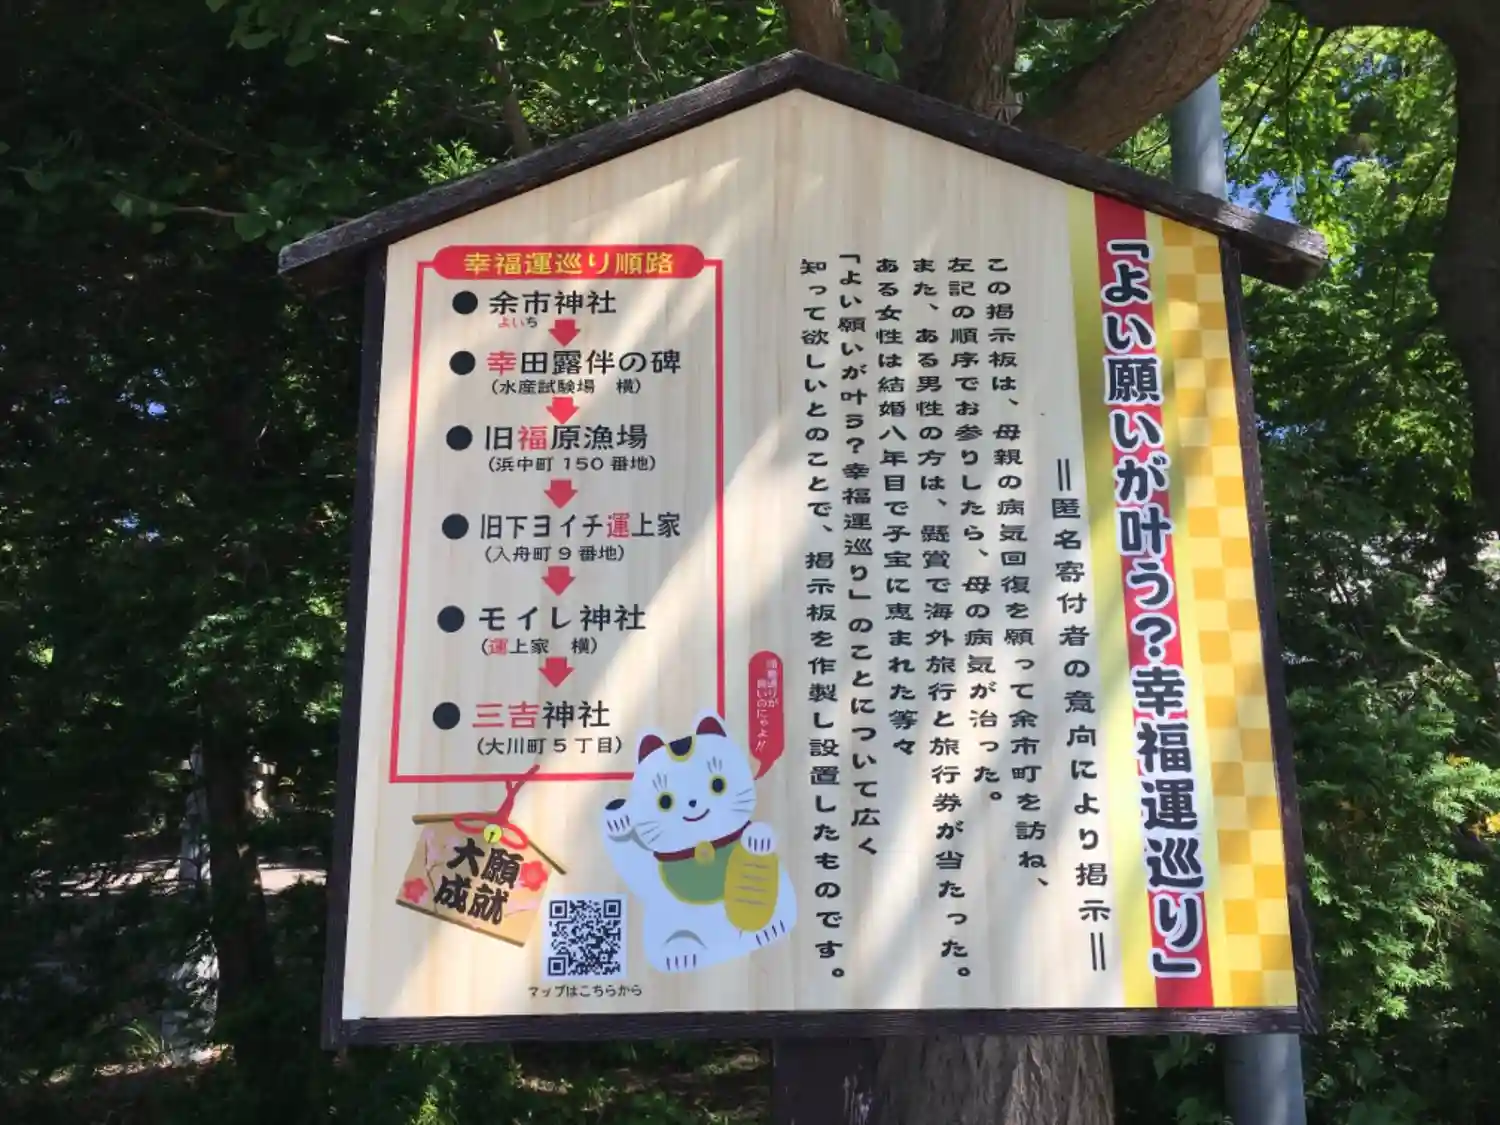 「よい願いが叶う？幸福運巡り」
＝匿名寄付者の意向により掲示＝
この掲示板は、母親の病気回復を願って余市町を訪ね、
左記の順序でお参りしたら、母の病気が治った。
また、ある男性の方は、懸賞で海外旅行と旅行券が当たった。
ある女性は結婚八年目で子宝に恵まれた等々
「よい願いが叶う？幸福運巡り」のことについて広く
知って欲しいとのことで、掲示板を作製し設置したものです。
幸福運巡り順路
● 余市神社
よいち
● 幸田露伴の碑
（水産試験場　横）
● 旧福原漁場
（浜中町 150 番地）
● 旧下ヨイチ運上家
（入舟町 9 番地）
● モイレ神社
（運上家　横）
● 三吉神社
（大川町 5 丁目）
順番通りが
良いのにゃよ!!
大願
成就
マップはこちらから